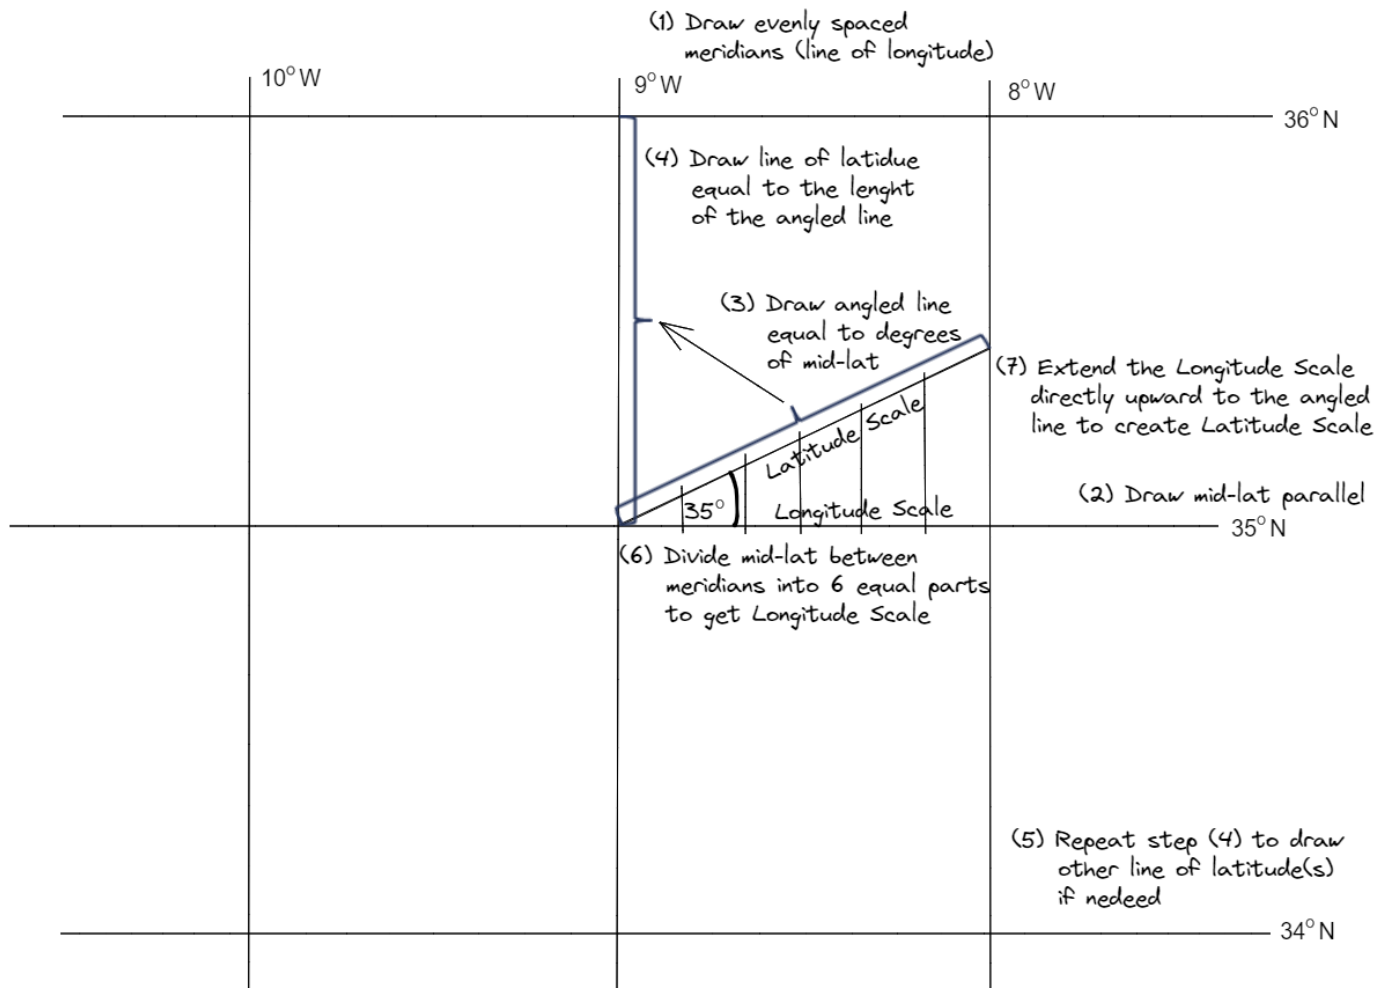 (1) Draw evenly spaced
meridians (line of longitude)
10° W
9° W
8° W
36° N
(4) Draw line of latidue
equal to the lenght
of the angled line
(3) Draw angled line
equal to degrees
of mid-lat
(7) Extend the Longitude Scale
directly upward to the angled
line to create Latitude Scale
Latitude Scale
35°
Longitude Scale
(2) Draw mid-lat parallel
35° N
(6) Divide mid-lat between
meridians into 6 equal parts
to get Longitude Scale
(5) Repeat step (4) to draw
other line of latitude(s)
if nedeed
34° N